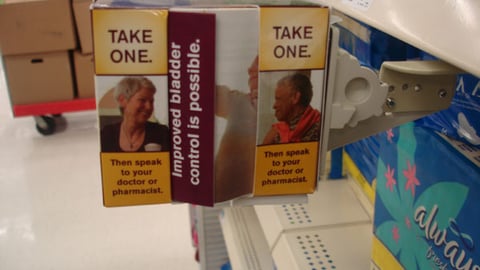 TAKE
ONE.
Then speak
to your
doctor or
pharmacist.
Improved bladder
control is possible.
TAKE
ONE.
Then speak
to your
doctor or
pharmacist.
always